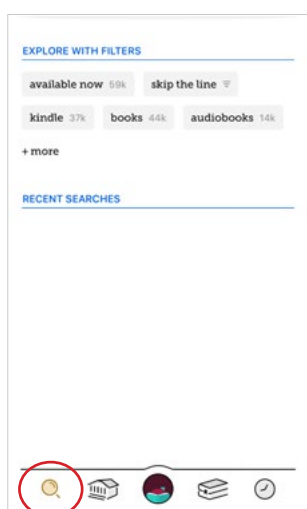 EXPLORE WITH FILTERS
available now 59k skip the line
kindle 37k books 44k audiobooks 14k
+ more
RECENT SEARCHES